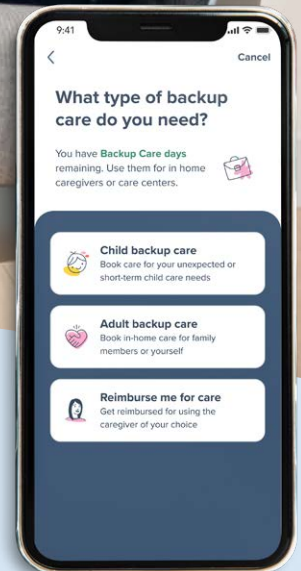 9:41
Cancel
What type of backup
care do you need?
You have Backup Care days
remaining. Use them for in home
caregivers or care centers.
Child backup care
Book care for your unexpected or
short-term child care needs
Adult backup care
Book in-home care for family
members or yourself
Reimburse me for care
Get reimbursed for using the
caregiver of your choice